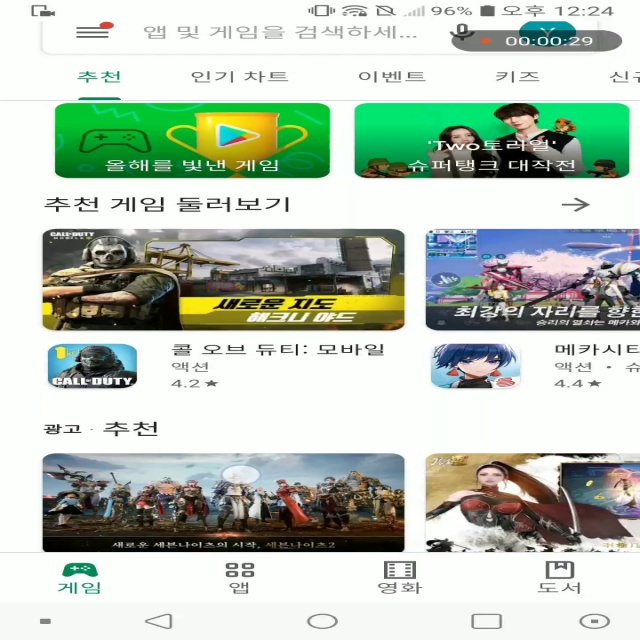 96% 오후 12:24
앱 및 게임을 검색하세...
00:00:29
추천 인기 차트 이벤트 키즈 신규
올해를 빛낸 게임
'Two토리얼'
슈퍼탱크 대작전
추천 게임 둘러보기
CALL·DUTY
새로운 지도
해크니 야드
최강의 자리를 향한
승리의 열쇠는 메카와
CALL·DUTY
콜 오브 듀티: 모바일
액션
4.2★
메카시티
액션 · 슈
4.4★
광고 · 추천
새로운 세븐나이츠의 시작, 세븐나이츠2
게임 앱 영화 도서